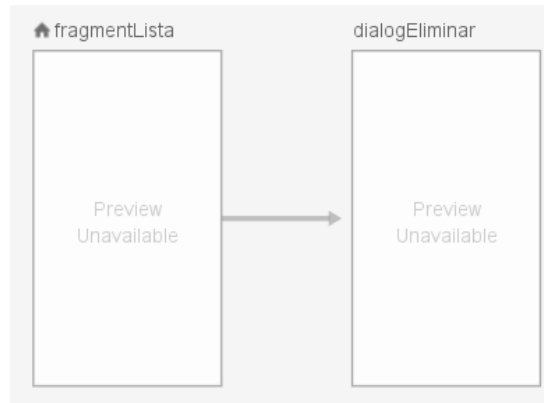 fragmentLista
dialogEliminar
Preview
Unavailable
Preview
Unavailable